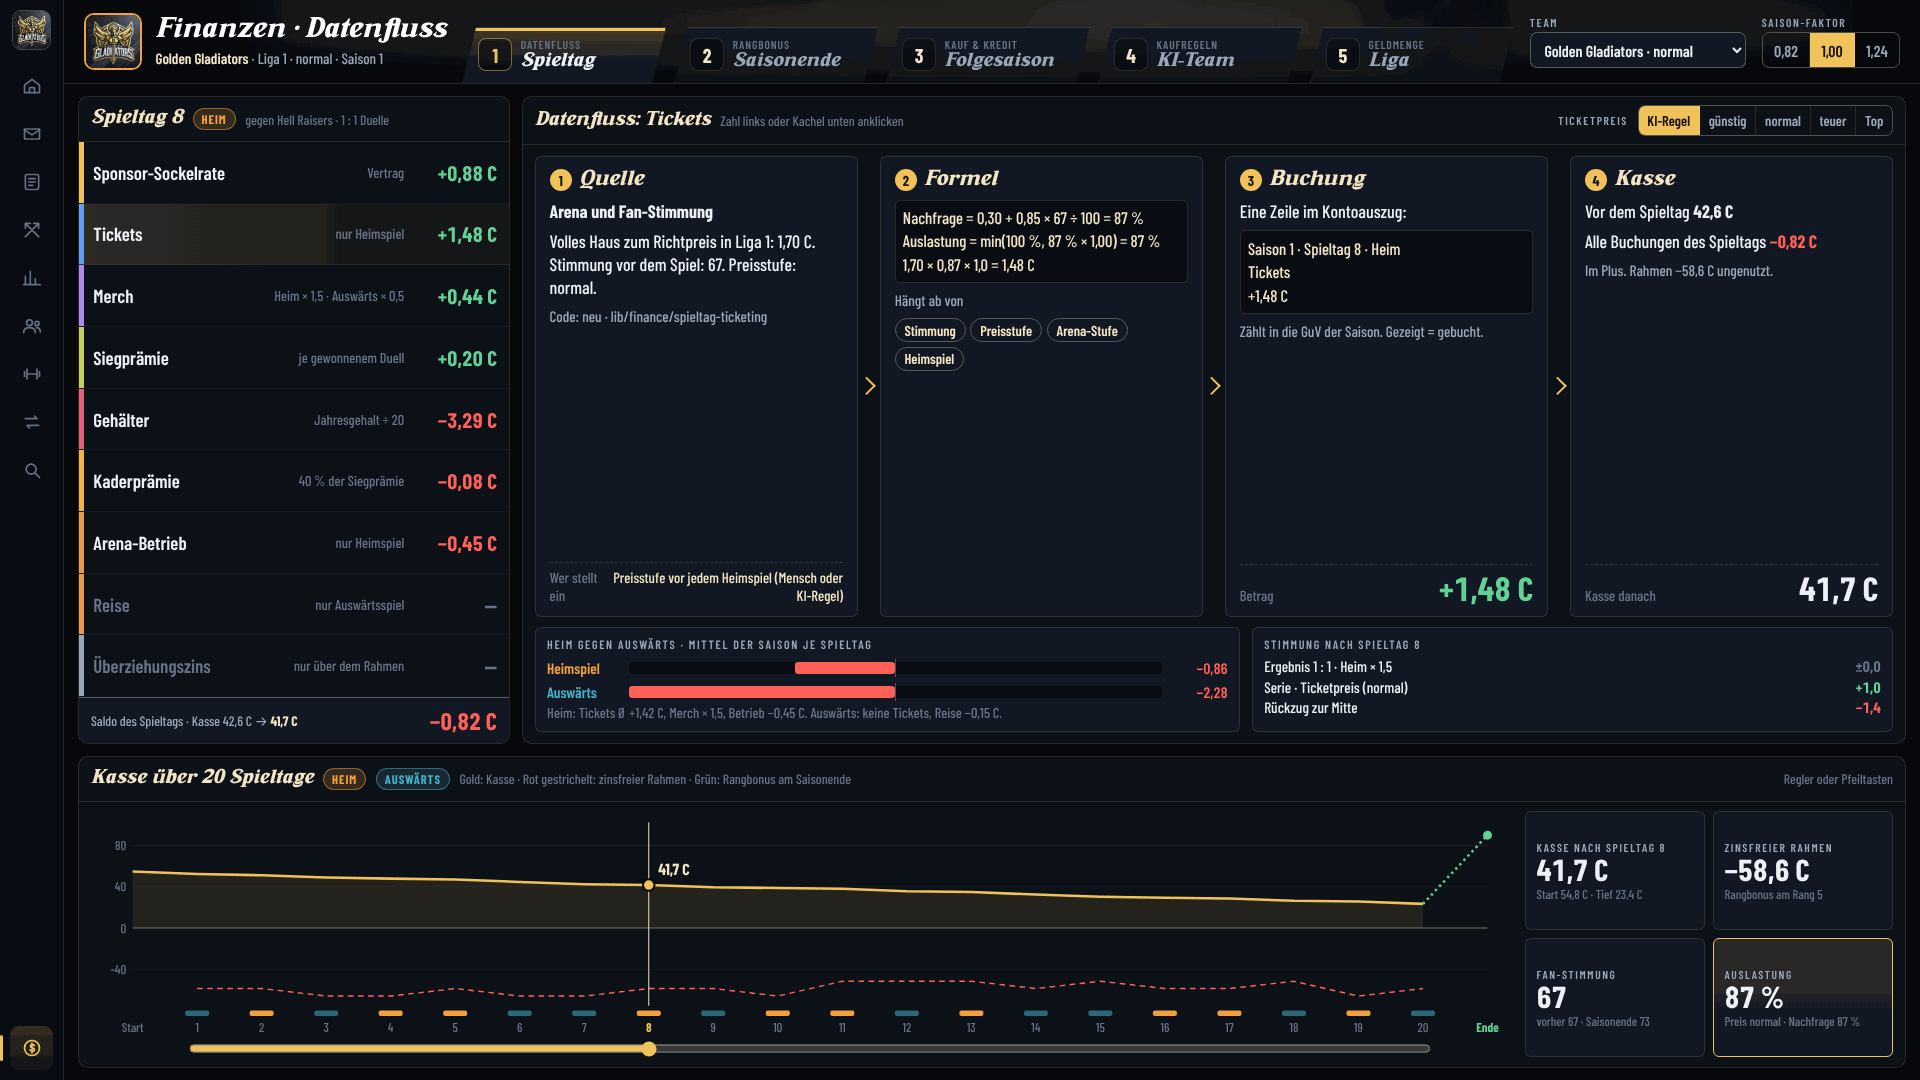 Finanzen · Datenfluss
Golden Gladiators · Liga 1 · normal · Saison 1
1 DATENFLUSS Spieltag
2 RANGBONUS Saisonende
3 KAUF & KREDIT Folgesaison
4 KAUFREGELN KI-Team
5 GELDMENGE Liga
TEAM
Golden Gladiators · normal
SAISON-FAKTOR
0,82 1,00 1,24
Spieltag 8 HEIM gegen Hell Raisers · 1 : 1 Duelle
Sponsor-Sockelrate Vertrag +0,88 C
Tickets nur Heimspiel +1,48 C
Merch Heim × 1,5 · Auswärts × 0,5 +0,44 C
Siegprämie je gewonnenem Duell +0,20 C
Gehälter Jahresgehalt ÷ 20 −3,29 C
Kaderprämie 40 % der Siegprämie −0,08 C
Arena-Betrieb nur Heimspiel −0,45 C
Reise nur Auswärtsspiel –
Überziehungszins nur über dem Rahmen –
Saldo des Spieltags · Kasse 42,6 C → 41,7 C −0,82 C
Datenfluss: Tickets Zahl links oder Kachel unten anklicken
TICKETPREIS KI-Regel günstig normal teuer Top
1 Quelle
Arena und Fan-Stimmung
Volles Haus zum Richtpreis in Liga 1: 1,70 C.
Stimmung vor dem Spiel: 67. Preisstufe:
normal.
Code: neu · lib/finance/spieltag-ticketing
Wer stellt ein
Preisstufe vor jedem Heimspiel (Mensch oder KI-Regel)
2 Formel
Nachfrage = 0,30 + 0,85 × 67 ÷ 100 = 87 %
Auslastung = min(100 %, 87 % × 1,00) = 87 %
1,70 × 0,87 × 1,0 = 1,48 C
Hängt ab von
Stimmung Preisstufe Arena-Stufe
Heimspiel
3 Buchung
Eine Zeile im Kontoauszug:
Saison 1 · Spieltag 8 · Heim
Tickets
+1,48 C
Zählt in die GuV der Saison. Gezeigt = gebucht.
Betrag +1,48 C
4 Kasse
Vor dem Spieltag 42,6 C
Alle Buchungen des Spieltags −0,82 C
Im Plus. Rahmen −58,6 C ungenutzt.
Kasse danach 41,7 C
HEIM GEGEN AUSWÄRTS · MITTEL DER SAISON JE SPIELTAG
Heimspiel −0,86
Auswärts −2,28
Heim: Tickets Ø +1,42 C, Merch × 1,5, Betrieb −0,45 C. Auswärts: keine Tickets, Reise −0,15 C.
STIMMUNG NACH SPIELTAG 8
Ergebnis 1 : 1 · Heim × 1,5 ±0,0
Serie · Ticketpreis (normal) +1,0
Rückzug zur Mitte −1,4
Kasse über 20 Spieltage HEIM AUSWÄRTS Gold: Kasse · Rot gestrichelt: zinsfreier Rahmen · Grün: Rangbonus am Saisonende
Regler oder Pfeiltasten
80
40
0
-40
41,7 C
Start 1 2 3 4 5 6 7 8 9 10 11 12 13 14 15 16 17 18 19 20 Ende
KASSE NACH SPIELTAG 8
41,7 C
Start 54,8 C · Tief 23,4 C
ZINSFREIER RAHMEN
−58,6 C
Rangbonus am Rang 5
FAN-STIMMUNG
67
vorher 67 · Saisonende 73
AUSLASTUNG
87 %
Preis normal · Nachfrage 87 %